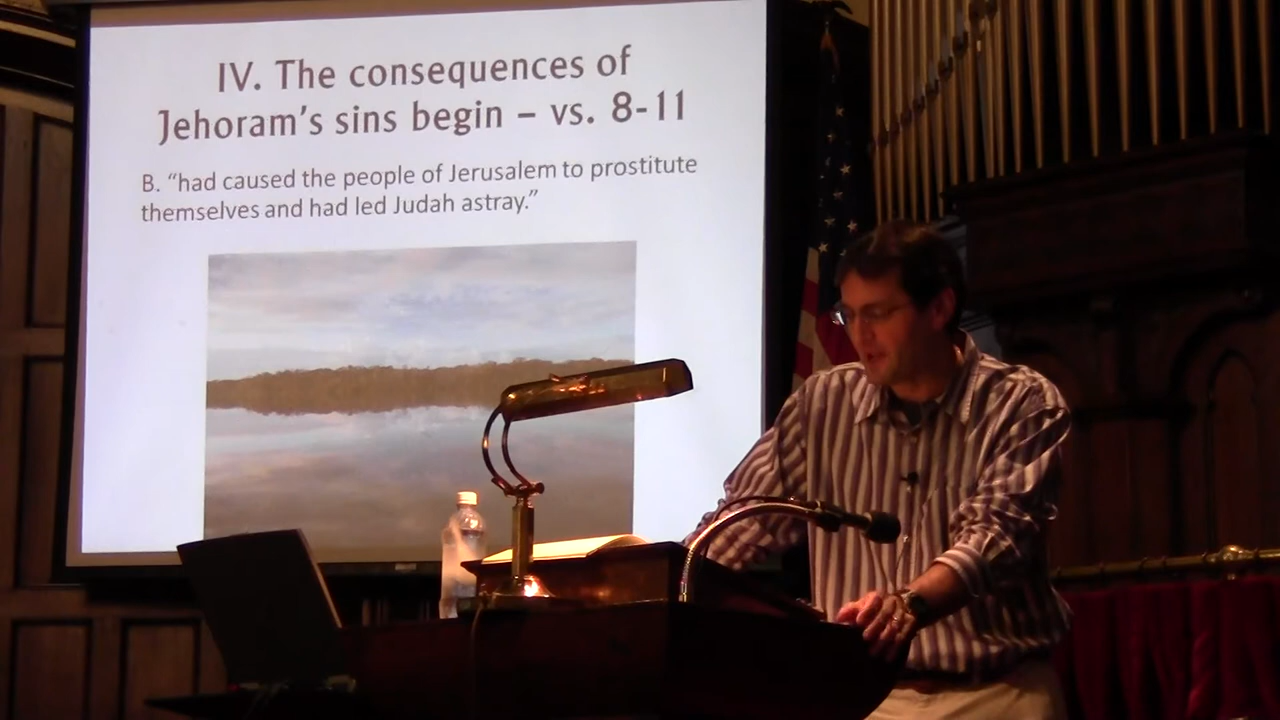 IV. The consequences of
Jehoram's sins begin – vs. 8-11
B. “had caused the people of Jerusalem to prostitute
themselves and had led Judah astray.”